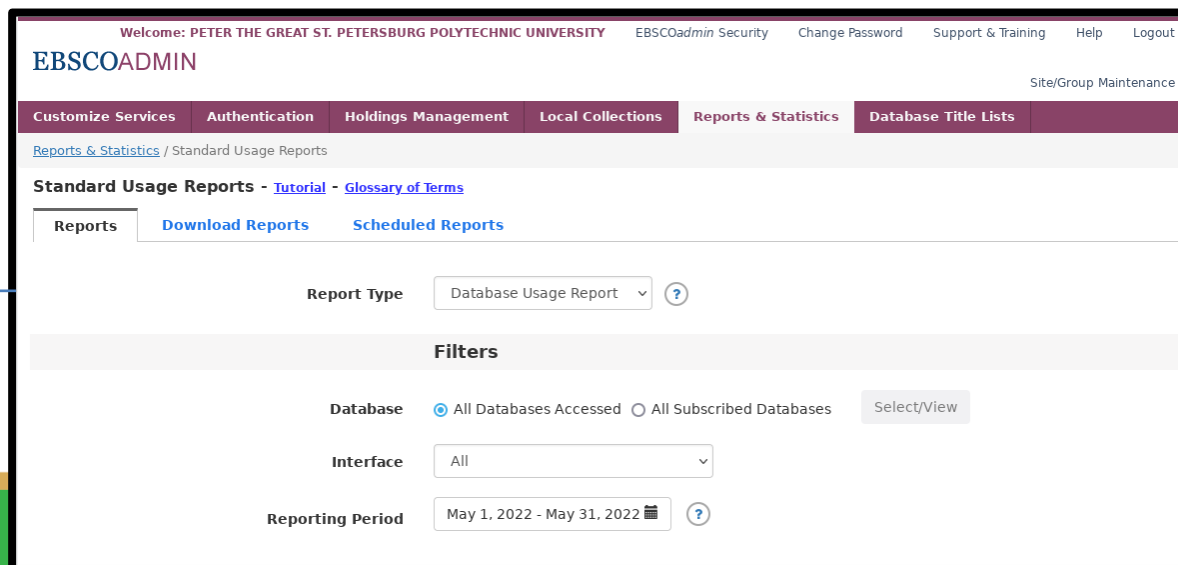 Welcome: PETER THE GREAT ST. PETERSBURG POLYTECHNIC UNIVERSITY EBSCOadmin Security Change Password Support & Training Help Logout
EBSCOADMIN
Site/Group Maintenance
Customize Services Authentication Holdings Management Local Collections Reports & Statistics Database Title Lists
Reports & Statistics / Standard Usage Reports
Standard Usage Reports - Tutorial - Glossary of Terms
Reports Download Reports Scheduled Reports
Report Type Database Usage Report ?
Filters
Database All Databases Accessed All Subscribed Databases Select/View
Interface All
Reporting Period May 1, 2022 - May 31, 2022 ?